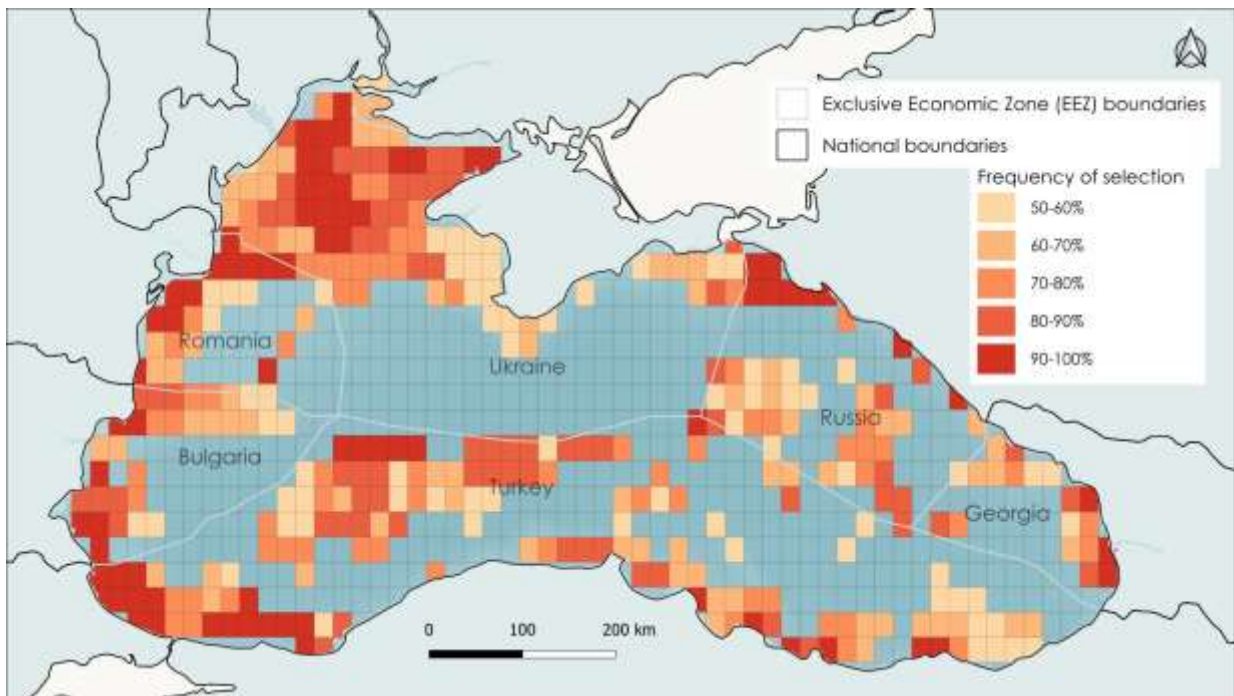 Exclusive Economic Zone (EEZ) boundaries
National boundaries
Frequency of selection
50-60%
60-70%
70-80%
80-90%
90-100%
Romania
Ukraine
Russia
Bulgaria
Turkey
Georgia
0 100 200 km